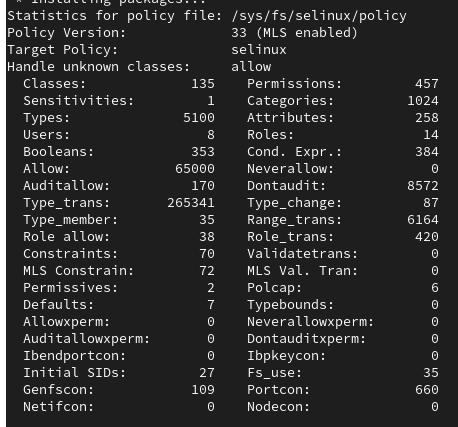 * Installing packages...
Statistics for policy file: /sys/fs/selinux/policy
Policy Version: 33 (MLS enabled)
Target Policy: selinux
Handle unknown classes: allow
Classes: 135 Permissions: 457
Sensitivities: 1 Categories: 1024
Types: 5100 Attributes: 258
Users: 8 Roles: 14
Booleans: 353 Cond. Expr.: 384
Allow: 65000 Neverallow: 0
Auditallow: 170 Dontaudit: 8572
Type_trans: 265341 Type_change: 87
Type_member: 35 Range_trans: 6164
Role allow: 38 Role_trans: 420
Constraints: 70 Validatetrans: 0
MLS Constrain: 72 MLS Val. Tran: 0
Permissives: 2 Polcap: 6
Defaults: 7 Typebounds: 0
Allowxperm: 0 Neverallowxperm: 0
Auditallowxperm: 0 Dontauditxperm: 0
Ibendportcon: 0 Ibpkeycon: 0
Initial SIDs: 27 Fs_use: 35
Genfscon: 109 Portcon: 660
Netifcon: 0 Nodecon: 0